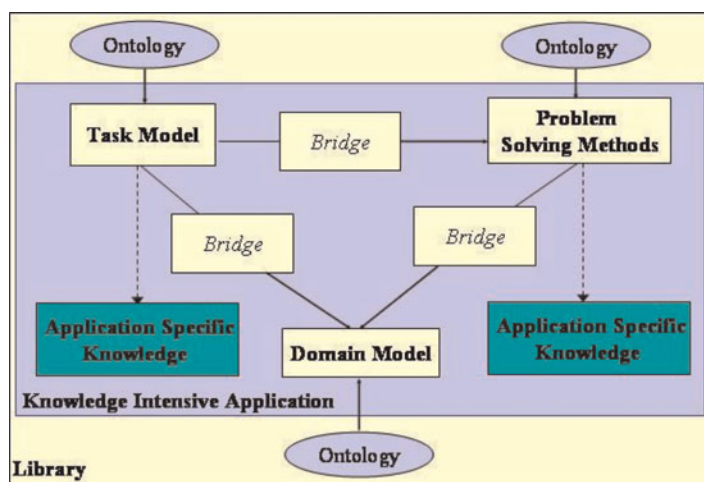 Ontology
Ontology
Task Model
Bridge
Problem
Solving Methods
Bridge
Bridge
Application Specific
Knowledge
Domain Model
Application Specific
Knowledge
Knowledge Intensive Application
Ontology
Library